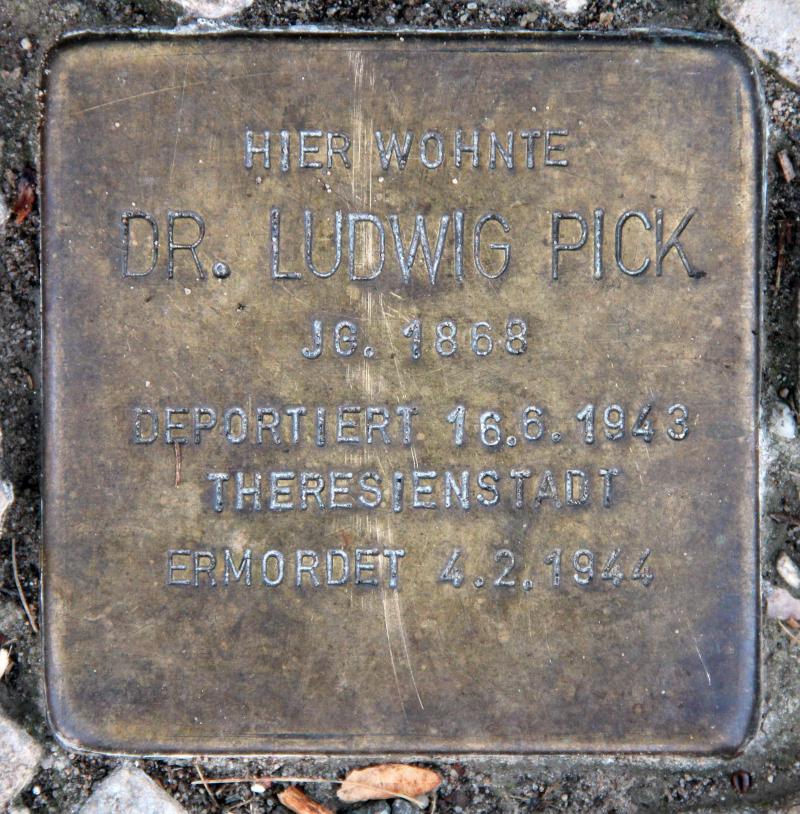 HIER WOHNTE
DR. LUDWIG PICK
JG. 1868
DEPORTIERT 16.6.1943
THERESIENSTADT
ERMORDET 4.2.1944